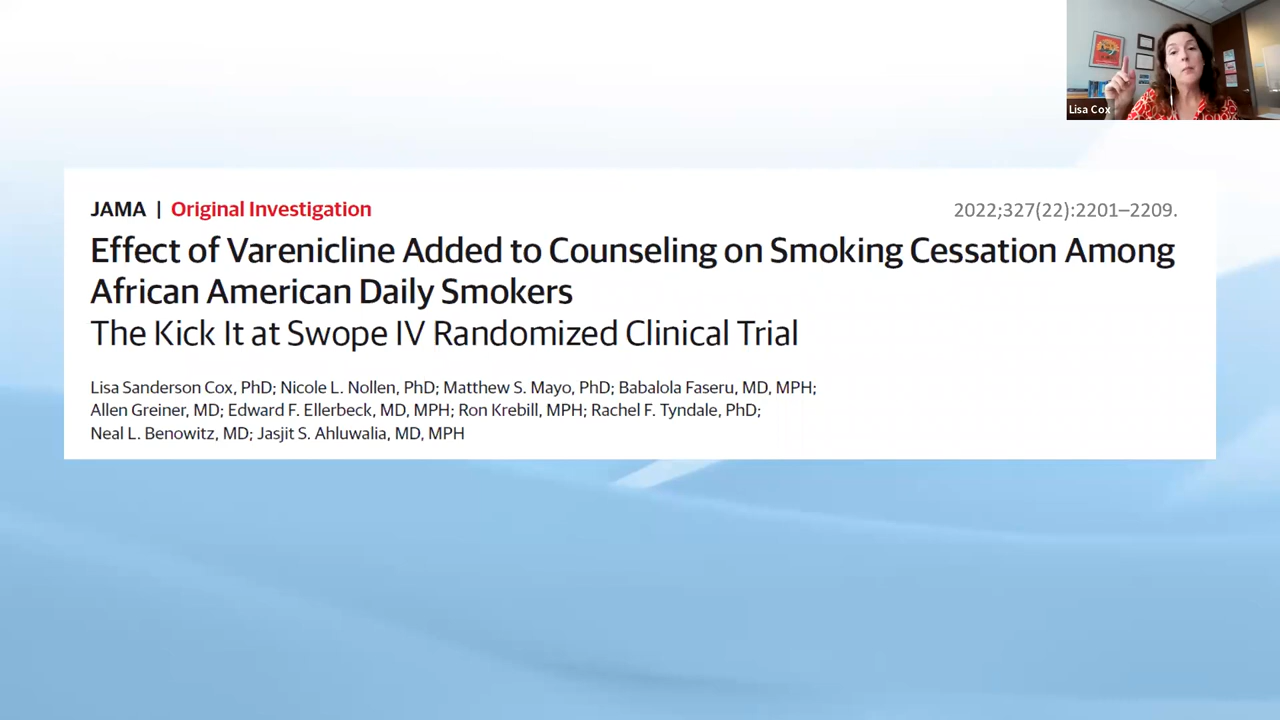 Lisa Cox
JAMA | Original Investigation
2022;327(22):2201–2209.
Effect of Varenicline Added to Counseling on Smoking Cessation Among
African American Daily Smokers
The Kick It at Swope IV Randomized Clinical Trial
Lisa Sanderson Cox, PhD; Nicole L. Nollen, PhD; Matthew S. Mayo, PhD; Babalola Faseru, MD, MPH;
Allen Greiner, MD; Edward F. Ellerbeck, MD, MPH; Ron Krebill, MPH; Rachel F. Tyndale, PhD;
Neal L. Benowitz, MD; Jasjit S. Ahluwalia, MD, MPH